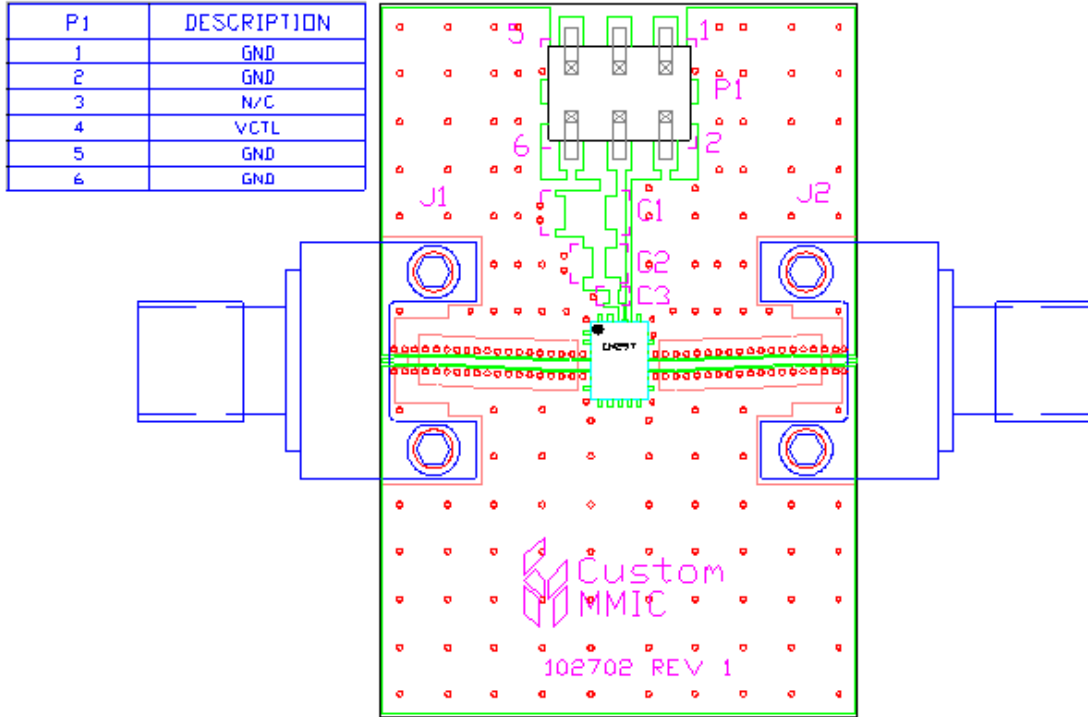 P1 DESCRIPTION
1 GND
2 GND
3 N/C
4 VCTL
5 GND
6 GND
5 1
P1
6 2
J1 J2
C1
C2
C3
Custom
MMIC
102702 REV 1